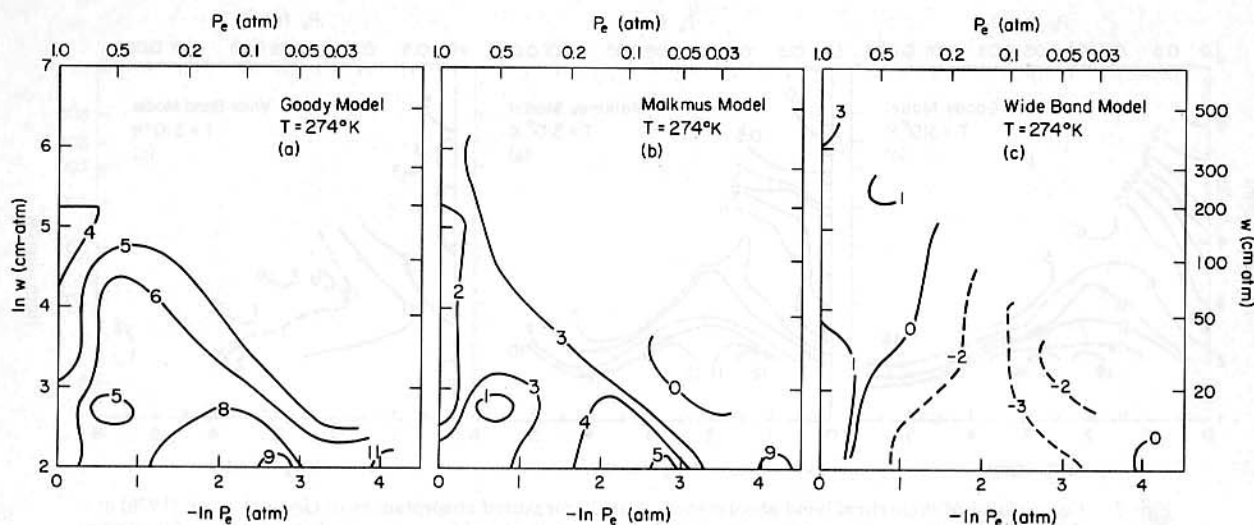 Pe (atm) Pe (atm) Pe (atm)
1.0 0.5 0.2 0.1 0.05 0.03 1.0 0.5 0.2 0.1 0.05 0.03 1.0 0.5 0.2 0.1 0.05 0.03
Goody Model
T = 274°K
(a)
Malkmus Model
T = 274°K
(b)
Wide Band Model
T = 274°K
(c)
ln w (cm-atm)
7
6
5
4
3
2
4
5
6
5
8
9
11
2
3
1
3
0
4
5
9
3
1
0
-2
-3
-2
0
500
300
200
100
50
20
w (cm-atm)
0 1 2 3 4 0 1 2 3 4 0 1 2 3 4
-ln Pe (atm) -ln Pe (atm) -ln Pe (atm)